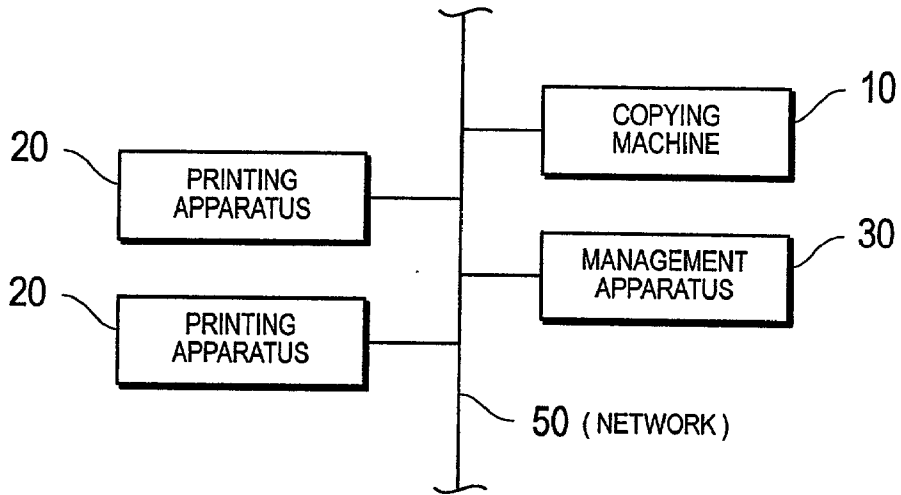 10
COPYING
MACHINE
20
PRINTING
APPARATUS
30
MANAGEMENT
APPARATUS
20
PRINTING
APPARATUS
50 (NETWORK)